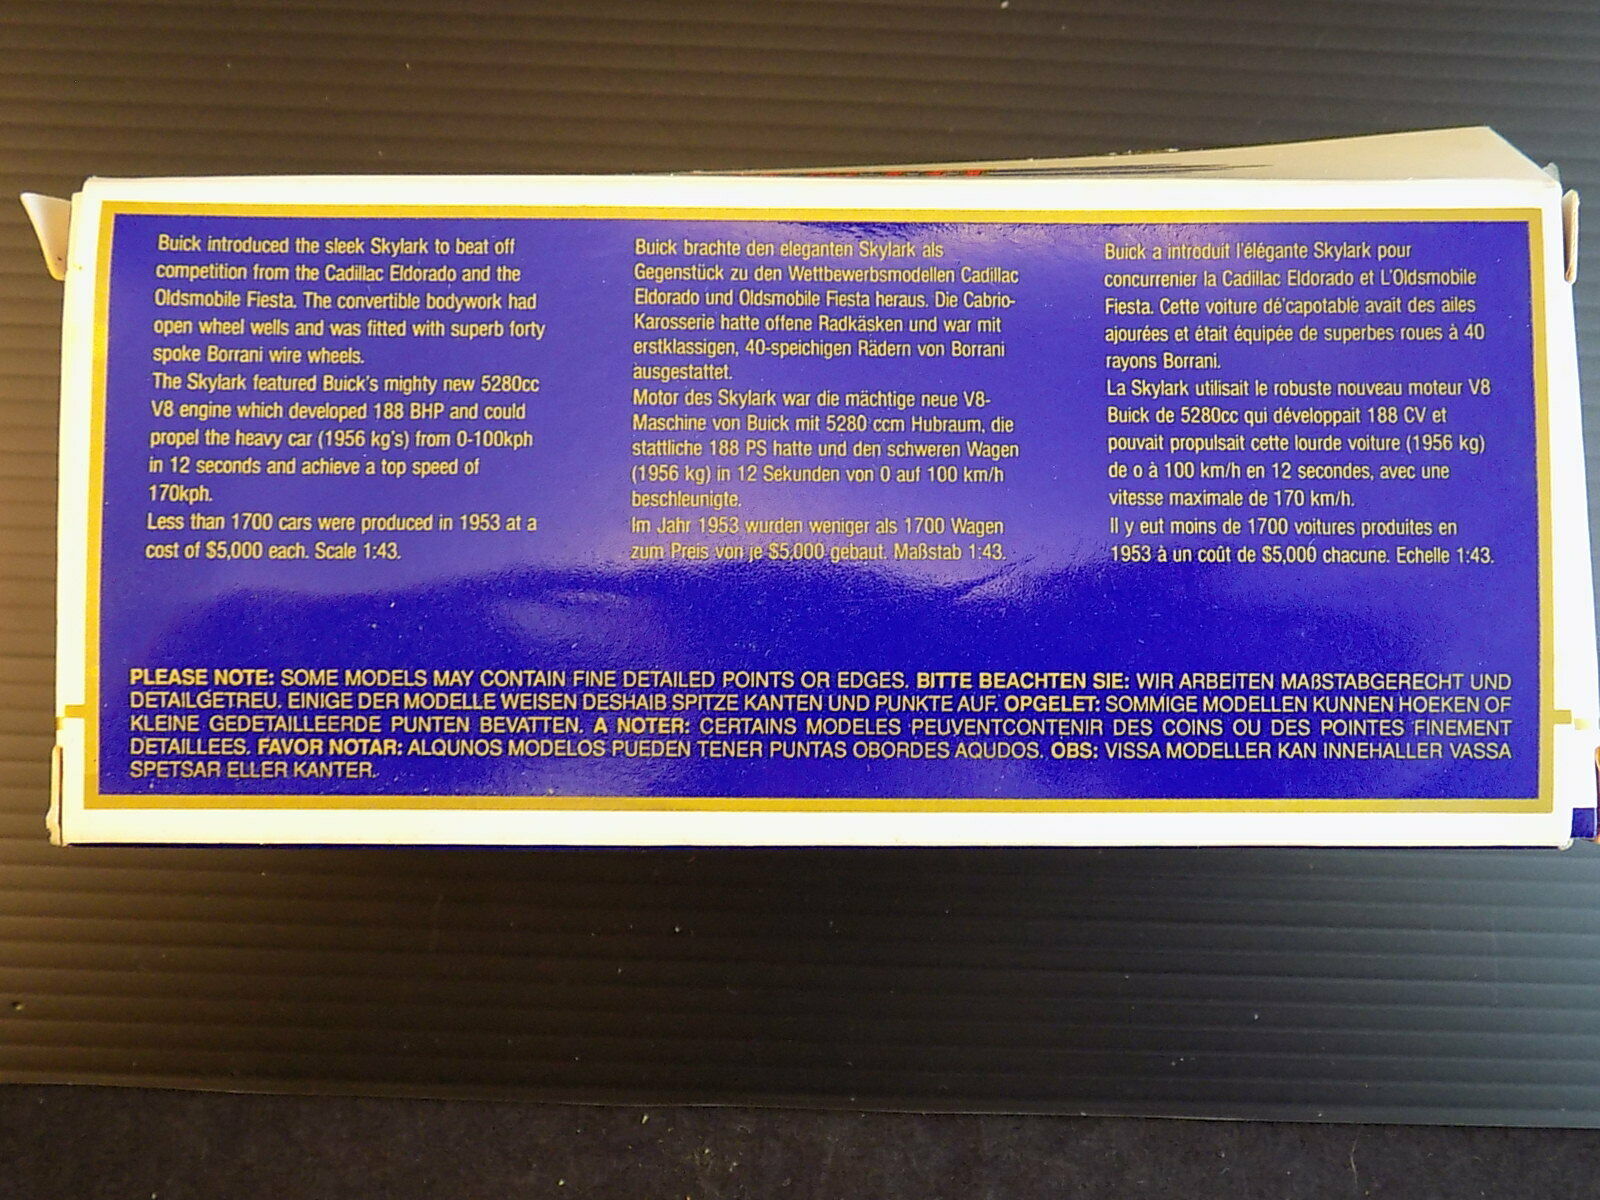 Buick introduced the sleek Skylark to beat off
competition from the Cadillac Eldorado and the
Oldsmobile Fiesta. The convertible bodywork had
open wheel wells and was fitted with superb forty
spoke Borrani wire wheels.
The Skylark featured Buick's mighty new 5280cc
V8 engine which developed 188 BHP and could
propel the heavy car (1956 kg's) from 0-100kph
in 12 seconds and achieve a top speed of
170kph.
Less than 1700 cars were produced in 1953 at a
cost of $5,000 each. Scale 1:43.
Buick brachte den eleganten Skylark als
Gegenstück zu den Wettbewerbsmodellen Cadillac
Eldorado und Oldsmobile Fiesta heraus. Die Cabrio-
Karosserie hatte offene Radkäsken und war mit
erstklassigen, 40-speichigen Rädern von Borrani
ausgestattet.
Motor des Skylark war die mächtige neue V8-
Maschine von Buick mit 5280 ccm Hubraum, die
stattliche 188 PS hatte und den schweren Wagen
(1956 kg) in 12 Sekunden von 0 auf 100 km/h
beschleunigte.
Im Jahr 1953 wurden weniger als 1700 Wagen
zum Preis von je $5,000 gebaut. Maßstab 1:43.
Buick a introduit l'élégante Skylark pour
concurrenier la Cadillac Eldorado et L'Oldsmobile
Fiesta. Cette voiture dé'capotable avait des ailes
ajourées et était équipée de superbes roues à 40
rayons Borrani.
La Skylark utilisait le robuste nouveau moteur V8
Buick de 5280cc qui développait 188 CV et
pouvait propulsait cette lourde voiture (1956 kg)
de o à 100 km/h en 12 secondes, avec une
vitesse maximale de 170 km/h.
Il y eut moins de 1700 voitures produites en
1953 à un coût de $5,000 chacune. Echelle 1:43.
PLEASE NOTE: SOME MODELS MAY CONTAIN FINE DETAILED POINTS OR EDGES. BITTE BEACHTEN SIE: WIR ARBEITEN MAßSTABGERECHT UND
DETAILGETREU. EINIGE DER MODELLE WEISEN DESHAIB SPITZE KANTEN UND PUNKTE AUF. OPGELET: SOMMIGE MODELLEN KUNNEN HOEKEN OF
KLEINE GEDETAILLEERDE PUNTEN BEVATTEN. A NOTER: CERTAINS MODELES PEUVENTCONTENIR DES COINS OU DES POINTES FINEMENT
DETAILLEES. FAVOR NOTAR: ALQUNOS MODELOS PUEDEN TENER PUNTAS OBORDES AQUDOS. OBS: VISSA MODELLER KAN INNEHALLER VASSA
SPETSAR ELLER KANTER.